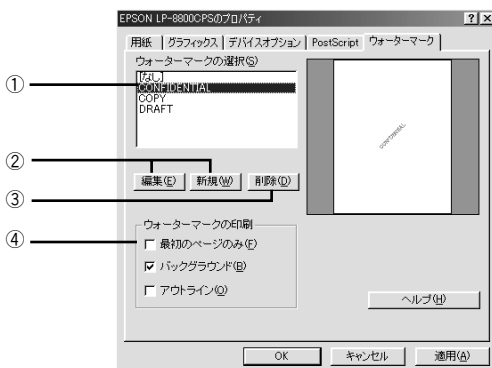 EPSON LP-8800CPSのプロパティ
用紙 グラフィックス デバイスオプション PostScript ウォーターマーク
ウォーターマークの選択(S)
① [なし]
CONFIDENTIAL
COPY
DRAFT
CONFIDENTIAL
②
編集(E) 新規(W) 削除(D)
③
ウォーターマークの印刷
④ 最初のページのみ(F)
バックグラウンド(B)
アウトライン(O)
ヘルプ(H)
OK キャンセル 適用(A)